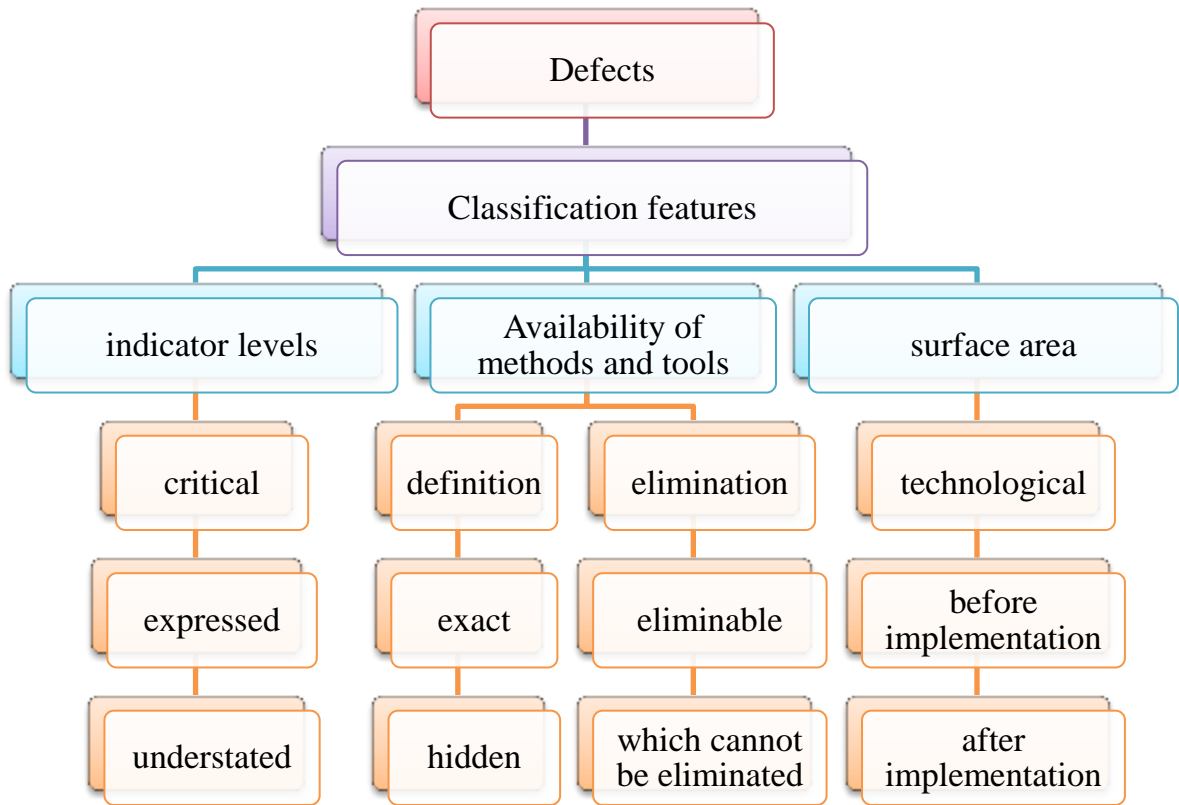 Defects
Classification features
indicator levels
Availability of
methods and tools
surface area
critical
definition
elimination
technological
expressed
exact
eliminable
before
implementation
understated
hidden
which cannot
be eliminated
after
implementation